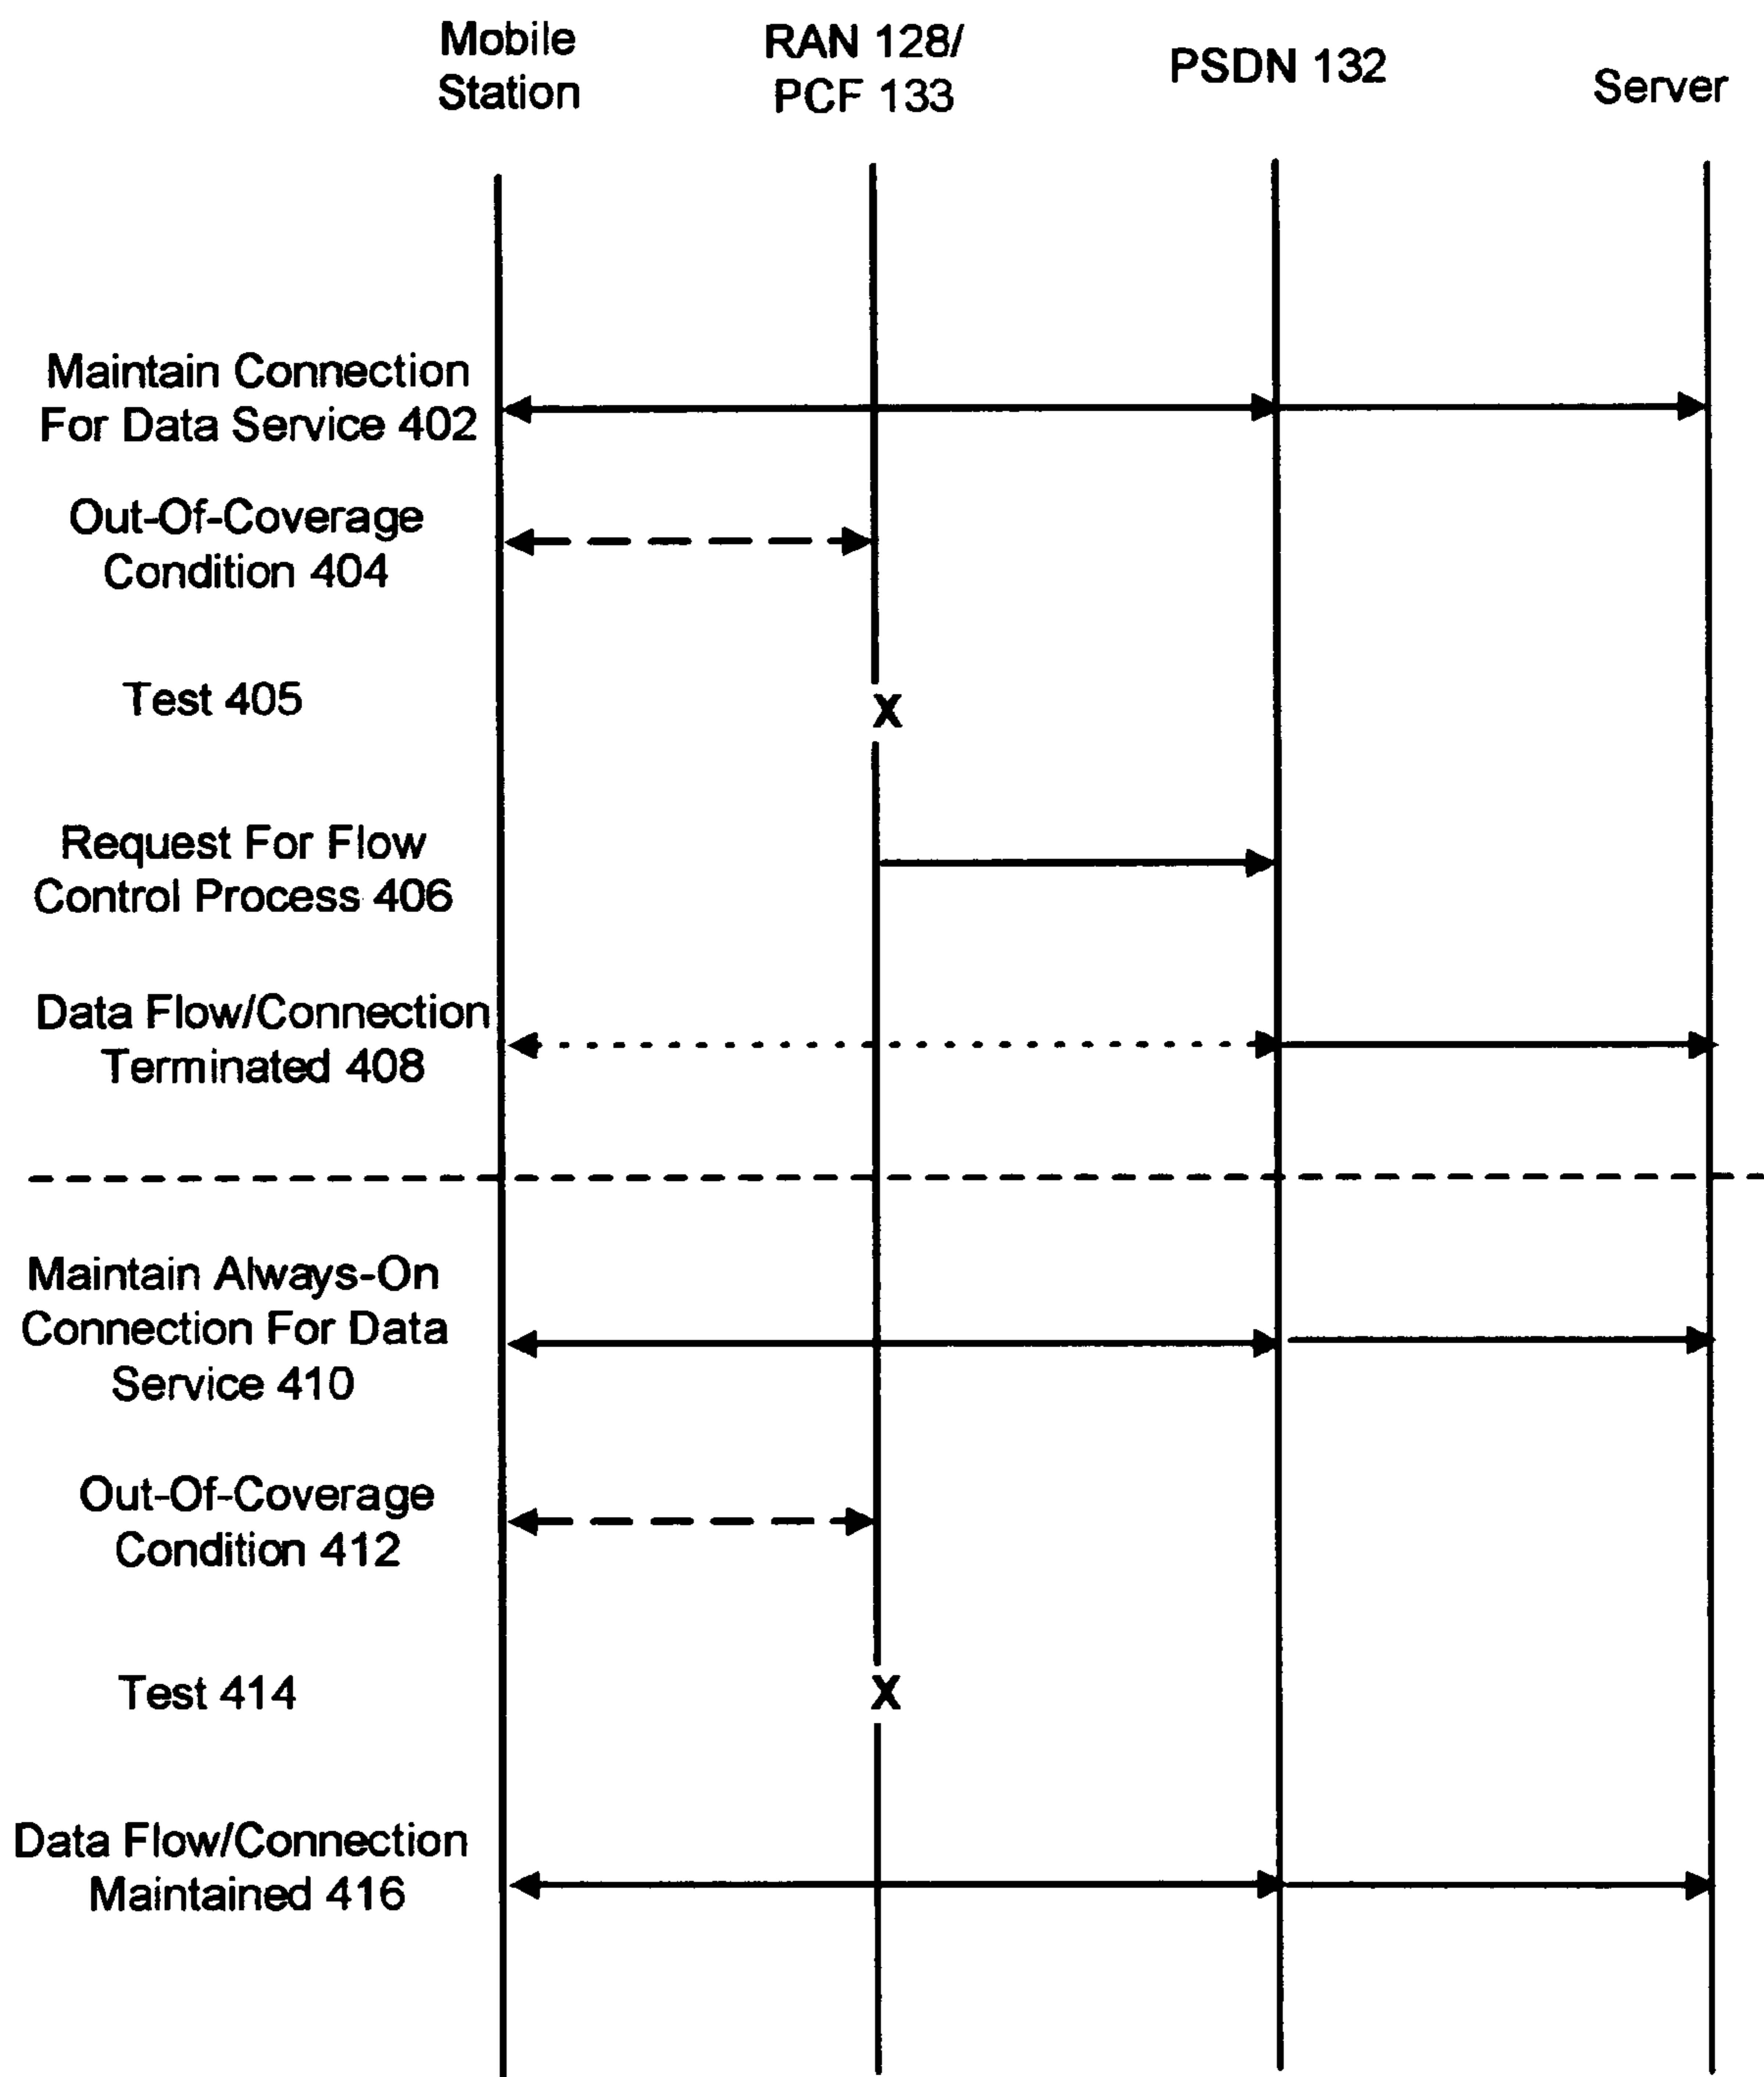 Mobile
Station
RAN 128/
PCF 133
PSDN 132
Server
Maintain Connection
For Data Service 402
Out-Of-Coverage
Condition 404
Test 405
X
Request For Flow
Control Process 406
Data Flow/Connection
Terminated 408
Maintain Always-On
Connection For Data
Service 410
Out-Of-Coverage
Condition 412
Test 414
X
Data Flow/Connection
Maintained 416